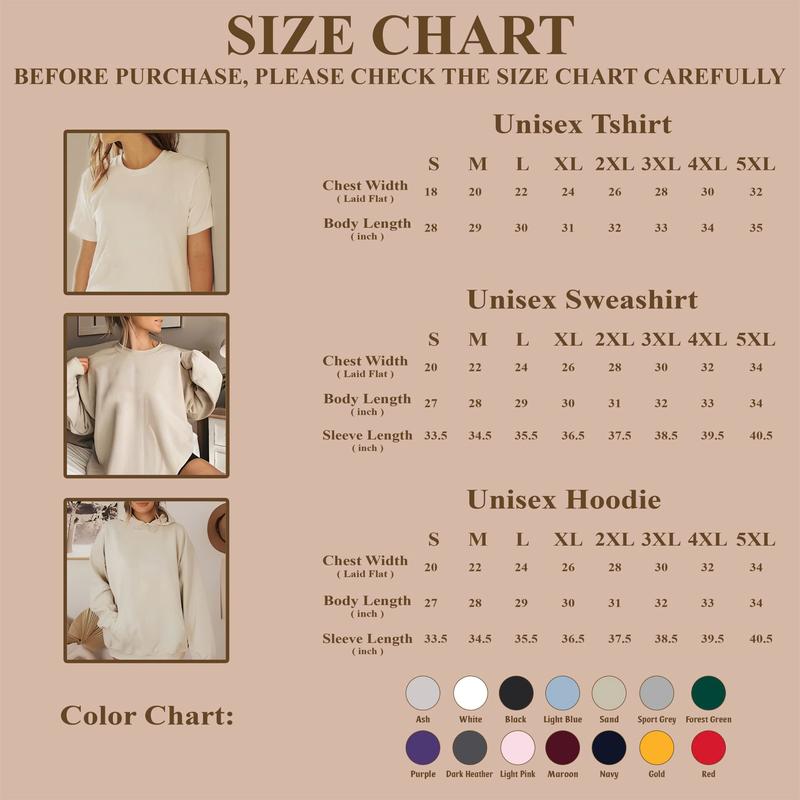 SIZE CHART
BEFORE PURCHASE, PLEASE CHECK THE SIZE CHART CAREFULLY
Unisex Tshirt
S M L XL 2XL 3XL 4XL 5XL
Chest Width 18 20 22 24 26 28 30 32
( Laid Flat )
Body Length 28 29 30 31 32 33 34 35
( inch )
Unisex Sweashirt
S M L XL 2XL 3XL 4XL 5XL
Chest Width 20 22 24 26 28 30 32 34
( Laid Flat )
Body Length 27 28 29 30 31 32 33 34
( inch )
Sleeve Length 33.5 34.5 35.5 36.5 37.5 38.5 39.5 40.5
( inch )
Unisex Hoodie
S M L XL 2XL 3XL 4XL 5XL
Chest Width 20 22 24 26 28 30 32 34
( Laid Flat )
Body Length 27 28 29 30 31 32 33 34
( inch )
Sleeve Length 33.5 34.5 35.5 36.5 37.5 38.5 39.5 40.5
( inch )
Color Chart:
Ash White Black Light Blue Sand Sport Grey Forest Green
Purple Dark Heather Light Pink Maroon Navy Gold Red